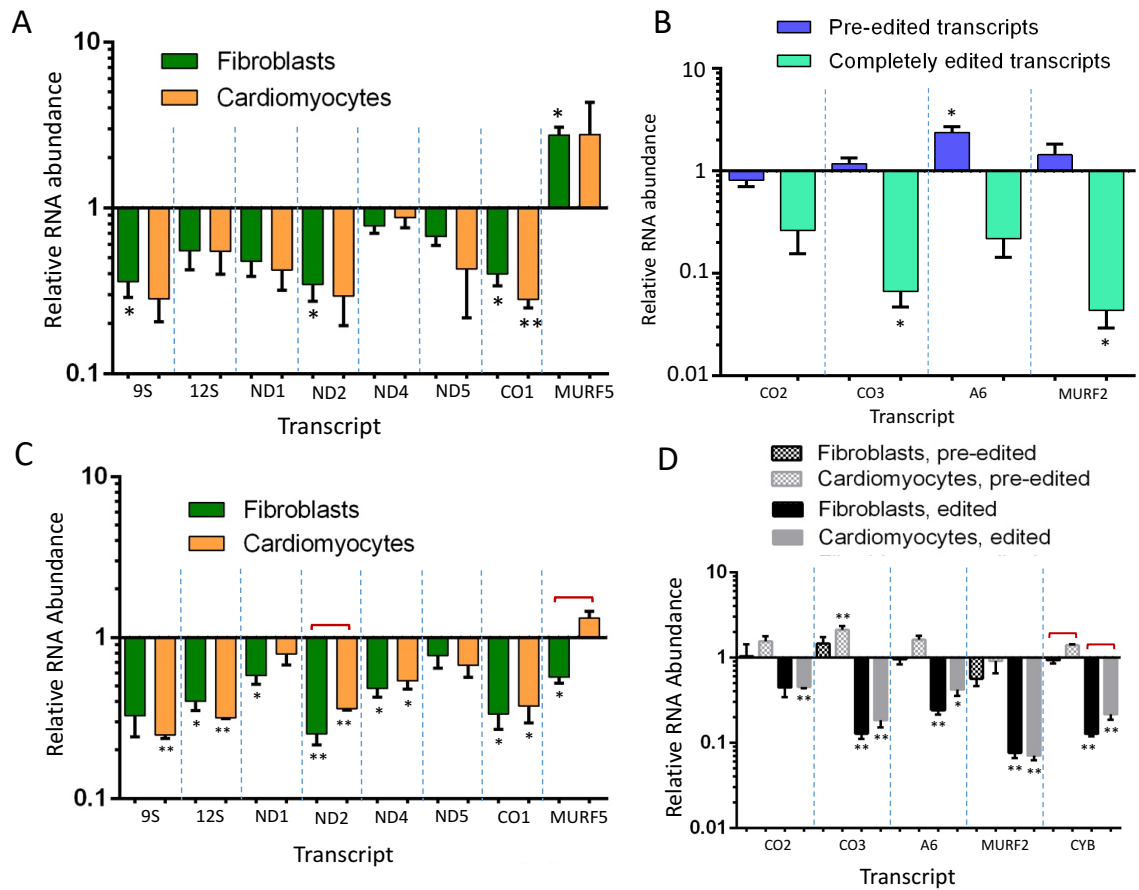 A
Relative RNA abundance
10
1
0.1
Fibroblasts
Cardiomyocytes
*
*
*
*
**
9S 12S ND1 ND2 ND4 ND5 CO1 MURF5
Transcript
B
Pre-edited transcripts
Completely edited transcripts
Relative RNA abundance
10
1
0.1
0.01
*
*
*
CO2 CO3 A6 MURF2
Transcript
C
Relative RNA Abundance
10
1
0.1
Fibroblasts
Cardiomyocytes
** * ** * ** ** * * * * *
9S 12S ND1 ND2 ND4 ND5 CO1 MURF5
Transcript
D
Fibroblasts, pre-edited
Cardiomyocytes, pre-edited
Fibroblasts, edited
Cardiomyocytes, edited
Relative RNA Abundance
10
1
0.1
0.01
**
** ** ** ** * ** ** ** **
CO2 CO3 A6 MURF2 CYB
Transcript